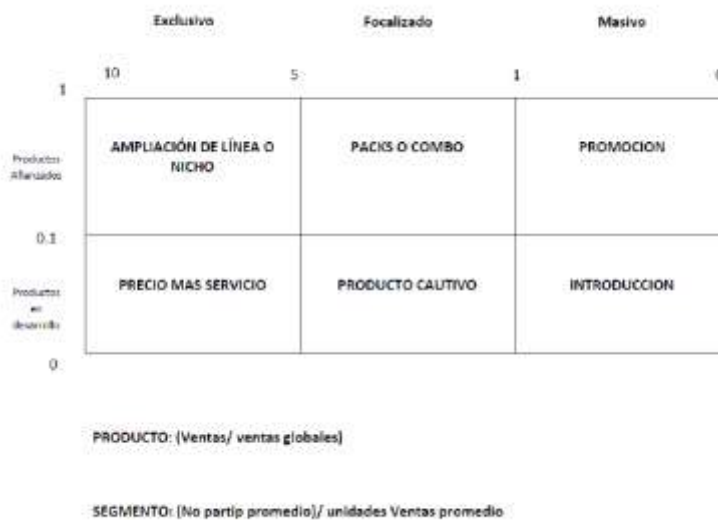 Exclusivo Focalizado Masivo
10 5 1 0
1
AMPLIACIÓN DE LÍNEA O
NICHO
PACKS O COMBO
PROMOCION
Productos
Afianzados
0.1
PRECIO MAS SERVICIO
PRODUCTO CAUTIVO
INTRODUCCION
Productos
en
desarrollo
0
PRODUCTO: (Ventas/ ventas globales)
SEGMENTO: (No partip promedio)/ unidades Ventas promedio